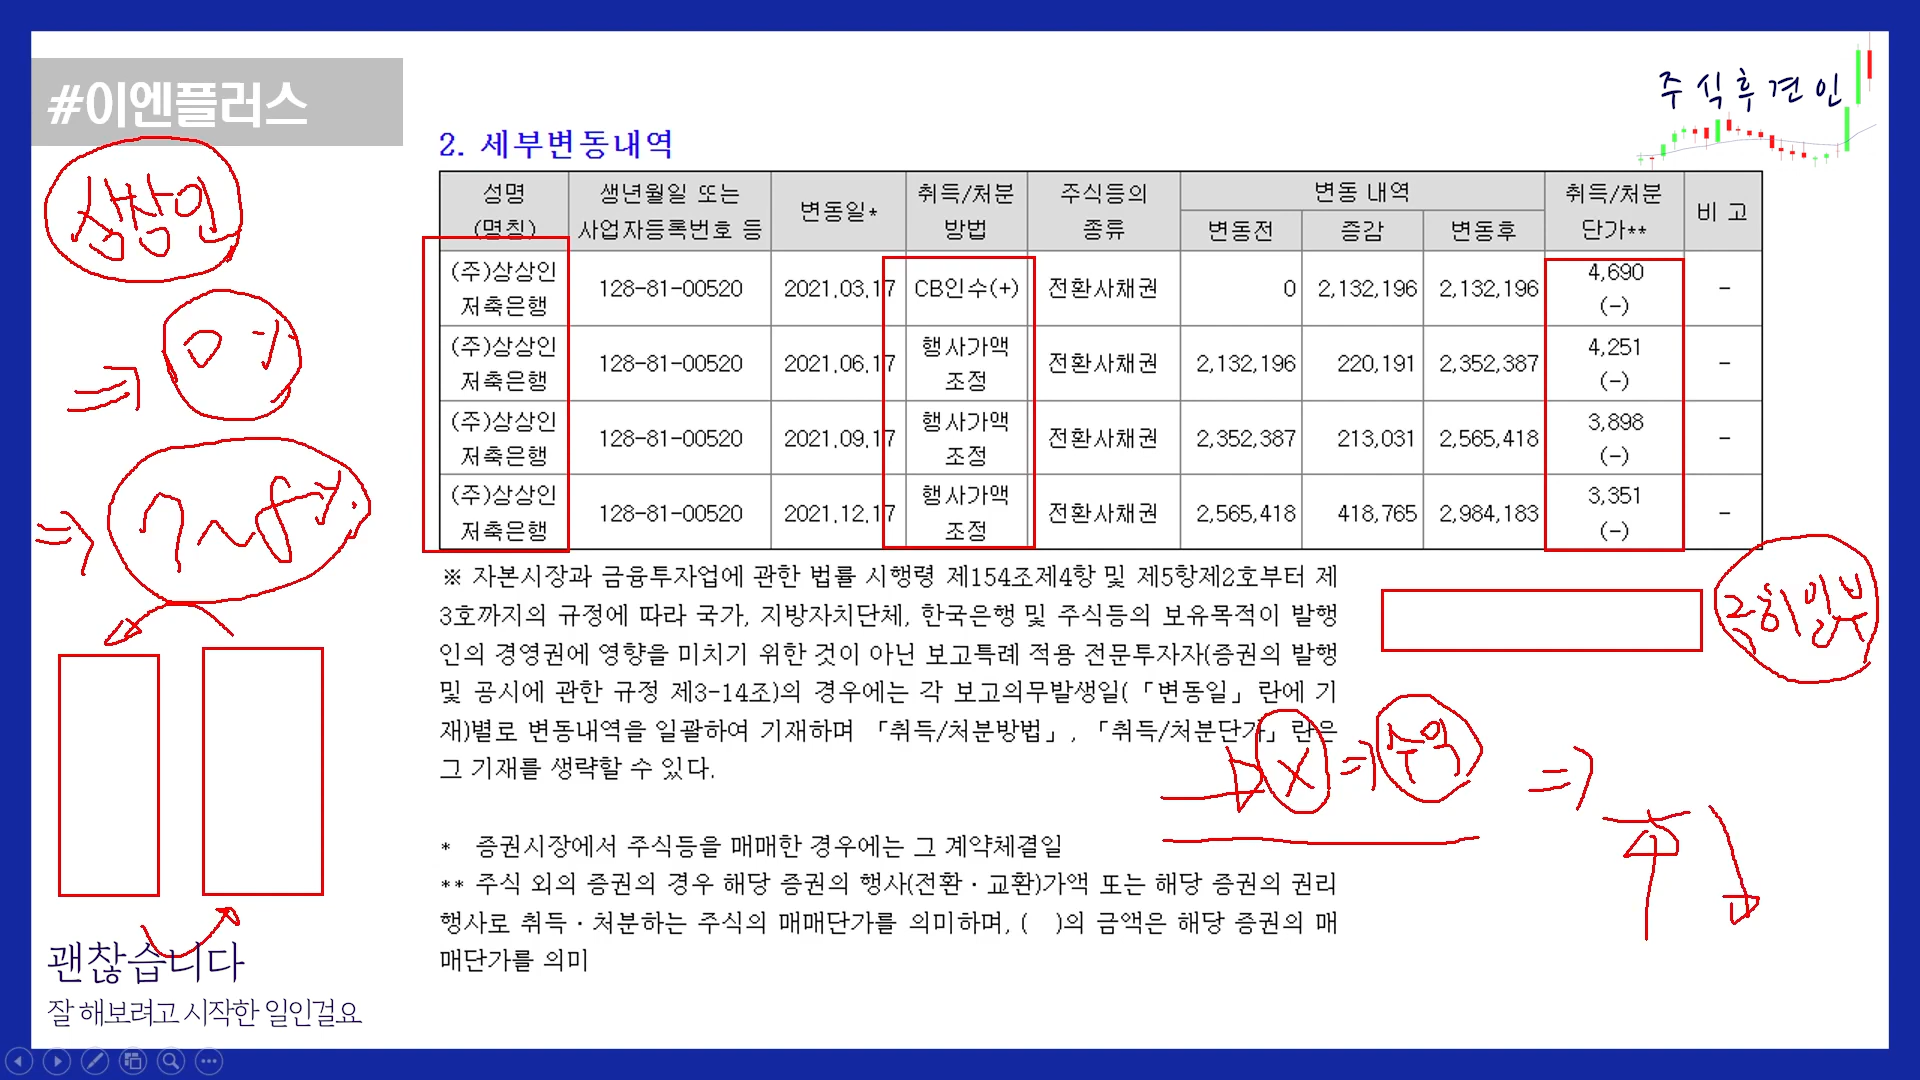 #이엔플러스
주식후견인
2. 세부변동내역
성명 (명칭) 생년월일 또는 사업자등록번호 등 변동일* 취득/처분 방법 주식등의 종류 변동 내역 취득/처분 단가** 비 고
변동전 증감 변동후
(주)상상인저축은행 128-81-00520 2021.03.17 CB인수(+) 전환사채권 0 2,132,196 2,132,196 4,690 (-) -
(주)상상인저축은행 128-81-00520 2021.06.17 행사가액조정 전환사채권 2,132,196 220,191 2,352,387 4,251 (-) -
(주)상상인저축은행 128-81-00520 2021.09.17 행사가액조정 전환사채권 2,352,387 213,031 2,565,418 3,898 (-) -
(주)상상인저축은행 128-81-00520 2021.12.17 행사가액조정 전환사채권 2,565,418 418,765 2,984,183 3,351 (-) -
※ 자본시장과 금융투자업에 관한 법률 시행령 제154조제4항 및 제5항제2호부터 제
3호까지의 규정에 따라 국가, 지방자치단체, 한국은행 및 주식등의 보유목적이 발행
인의 경영권에 영향을 미치기 위한 것이 아닌 보고특례 적용 전문투자자(증권의 발행
및 공시에 관한 규정 제3-14조)의 경우에는 각 보고의무발생일(「변동일」란에 기
재)별로 변동내역을 일괄하여 기재하며 「취득/처분방법」, 「취득/처분단가」란은
그 기재를 생략할 수 있다.
* 증권시장에서 주식등을 매매한 경우에는 그 계약체결일
** 주식 외의 증권의 경우 해당 증권의 행사(전환·교환)가액 또는 해당 증권의 권리
행사로 취득·처분하는 주식의 매매단가를 의미하며, ( )의 금액은 해당 증권의 매
매단가를 의미
상상인
0%
7~8%
X
수익
주
괜찮습니다
잘 해보려고 시작한 일인걸요